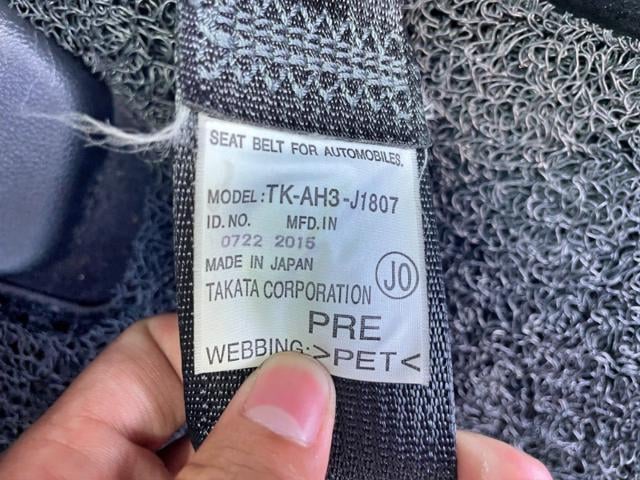 SEAT BELT FOR AUTOMOBILES.
MODEL:TK-AH3-J1807
ID.NO. MFD.IN
0722 2015
MADE IN JAPAN
TAKATA CORPORATION JO
PRE
WEBBING:>PET<